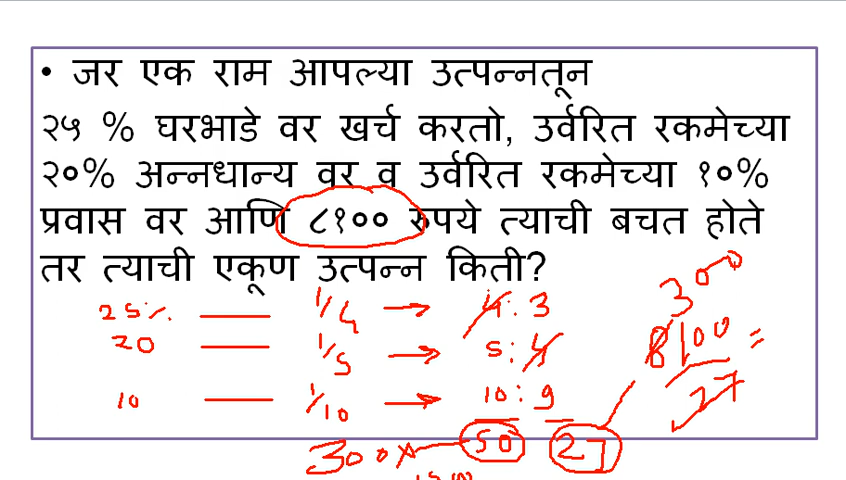 • जर एक राम आपल्या उत्पन्नतून
२५ % घरभाडे वर खर्च करतो, उर्वरित रकमेच्या
२०% अन्नधान्य वर व उर्वरित रकमेच्या १०%
प्रवास वर आणि ८१०० रुपये त्याची बचत होते
तर त्याची एकूण उत्पन्न किती?
25% — 1/4 → 4:3
20 — 1/5 → 5:4
10 — 1/10 → 10:9
300 × 50 27
300
8100 =
27